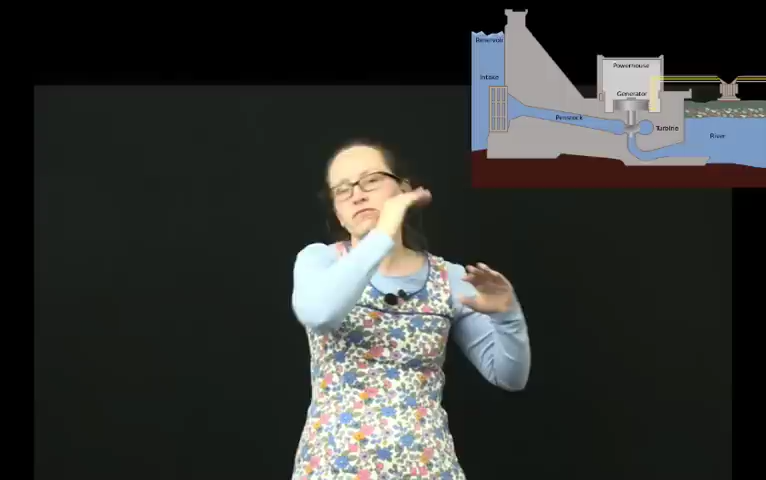 Reservoir
Intake
Powerhouse
Generator
Penstock
Turbine
River